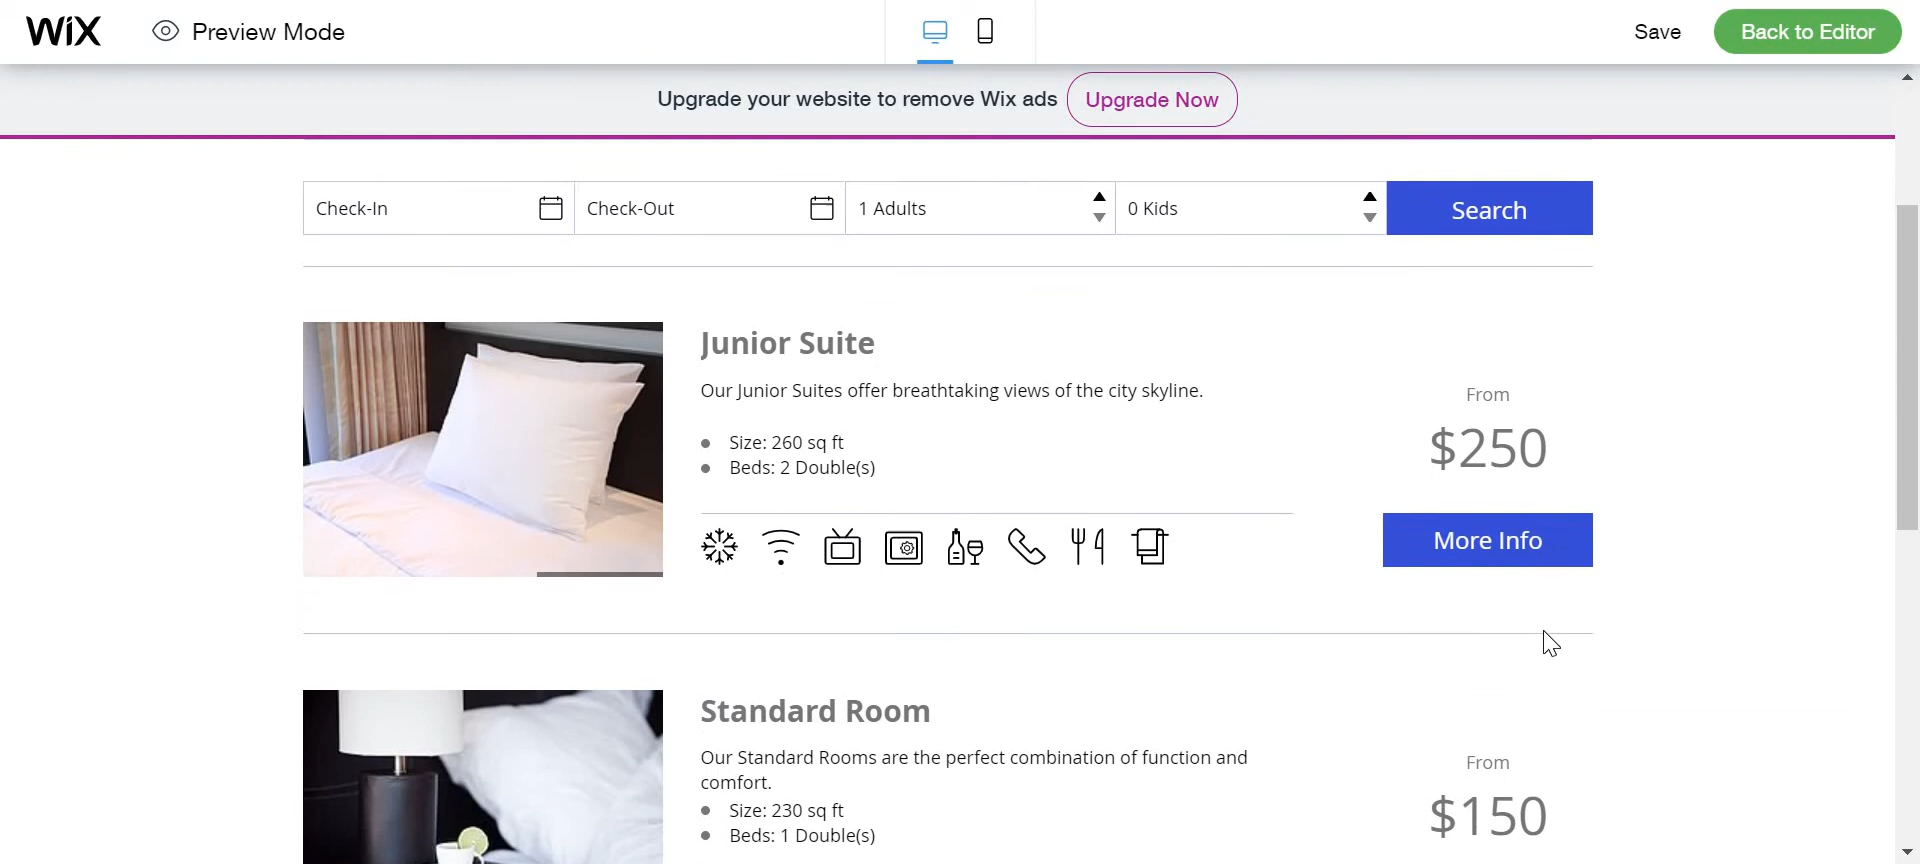 WiX Preview Mode Save Back to Editor
Upgrade your website to remove Wix ads Upgrade Now
Check-In Check-Out 1 Adults 0 Kids Search
Junior Suite
Our Junior Suites offer breathtaking views of the city skyline.
From
$250
Size: 260 sq ft
Beds: 2 Double(s)
More Info
Standard Room
Our Standard Rooms are the perfect combination of function and
comfort.
From
$150
Size: 230 sq ft
Beds: 1 Double(s)